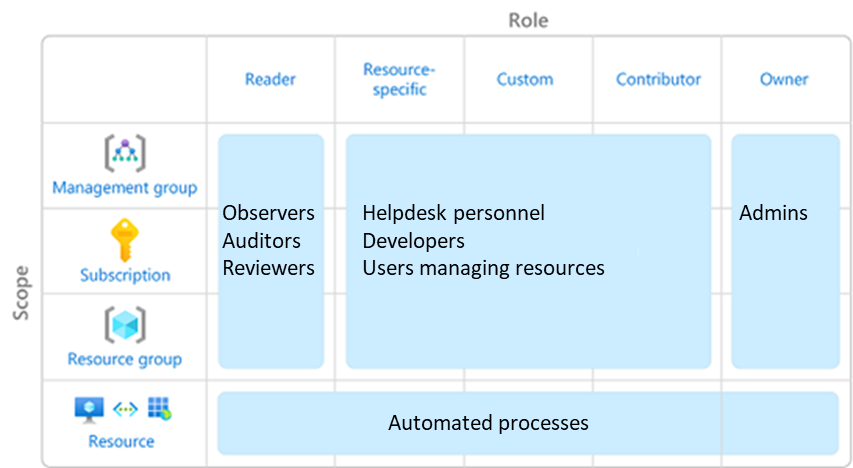 Role
Reader
Resource-
specific
Custom
Contributor
Owner
Scope
Management group
Subscription
Resource group
Resource
Observers
Auditors
Reviewers
Helpdesk personnel
Developers
Users managing resources
Admins
Automated processes